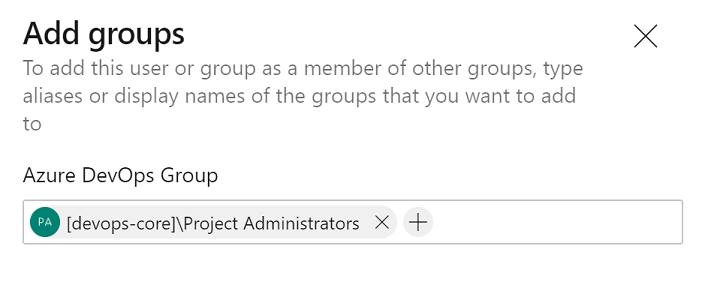 Add groups
To add this user or group as a member of other groups, type
aliases or display names of the groups that you want to add
to
Azure DevOps Group
PA [devops-core]\Project Administrators